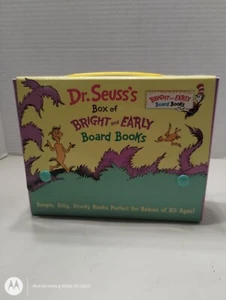 Dr. Seuss's
Box of
BRIGHT and EARLY
Board Books
BRIGHT and EARLY
Board Books
Simple, Silly, Sturdy Books Perfect for Seuses of All Ages!